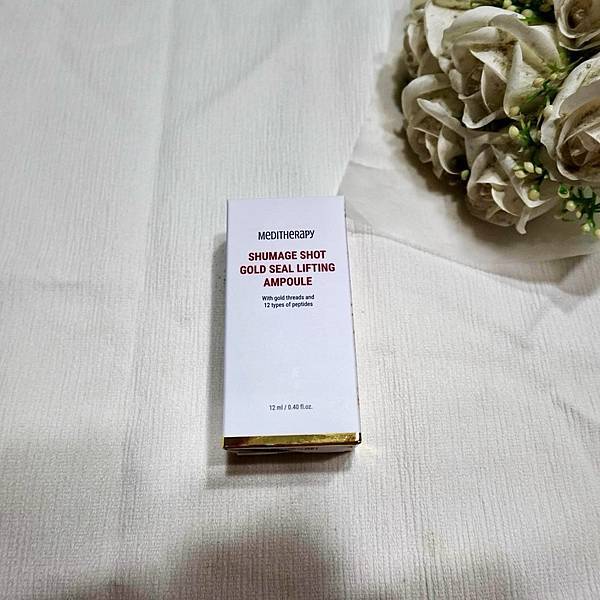 MEDITHERAPY
SHUMAGE SHOT
GOLD SEAL LIFTING
AMPOULE
With gold threads and
12 types of peptides
12 ml / 0.40 fl.oz.